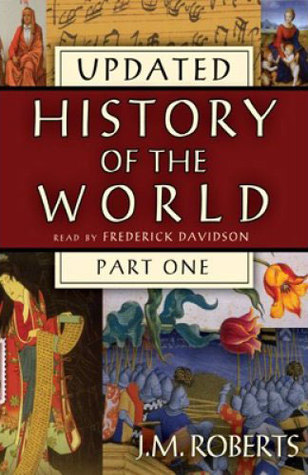 UPDATED
HISTORY
OF THE
WORLD
READ BY FREDERICK DAVIDSON
PART ONE
J.M. ROBERTS